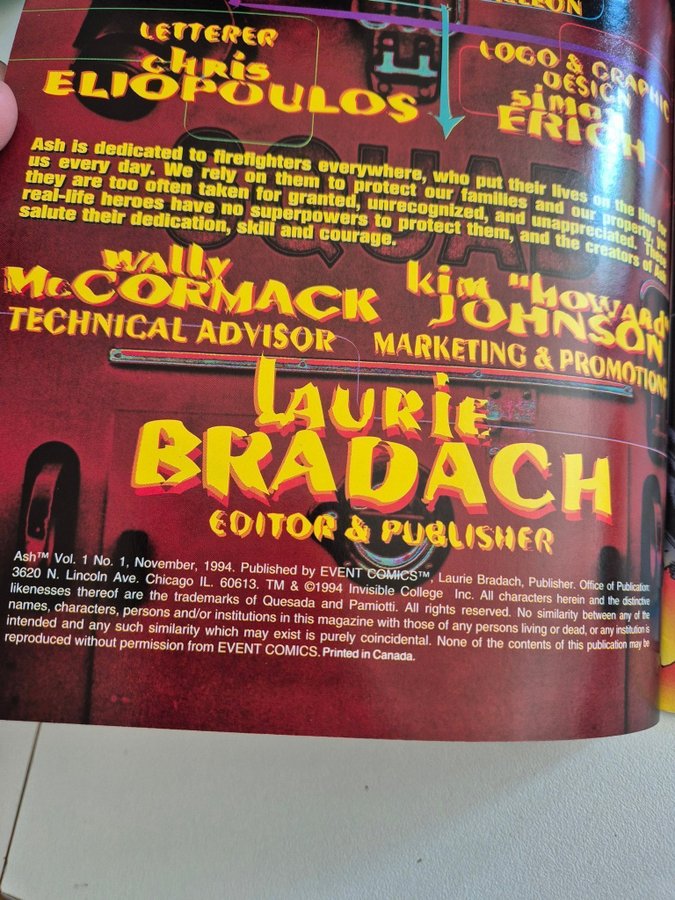 LETTERER
chris
ELIOPOULOS
LOGO & GRAPHIC
DESIGN
ERICH
SQUAD
Ash is dedicated to firefighters everywhere, who put their lives on the line for
us every day. We rely on them to protect our families and our property, yet
they are too often taken for granted, unrecognized, and unappreciated. These
real-life heroes have no superpowers to protect them, and the creators of Ash
salute their dedication, skill and courage.
wally
McCORMACK
TECHNICAL ADVISOR
kim "howard"
JOHNSON
MARKETING & PROMOTIONS
LAURIE
BRADACH
EDITOR & PUBLISHER
Ash™ Vol. 1 No. 1, November, 1994. Published by EVENT COMICS™, Laurie Bradach, Publisher. Office of Publication:
3620 N. Lincoln Ave. Chicago IL. 60613. TM & ©1994 Invisible College Inc. All characters herein and the distinctive
likenesses thereof are the trademarks of Quesada and Pamiotti. All rights reserved. No similarity between any of the
names, characters, persons and/or institutions in this magazine with those of any persons living or dead, or any institution is
intended and any such similarity which may exist is purely coincidental. None of the contents of this publication may be
reproduced without permission from EVENT COMICS. Printed in Canada.